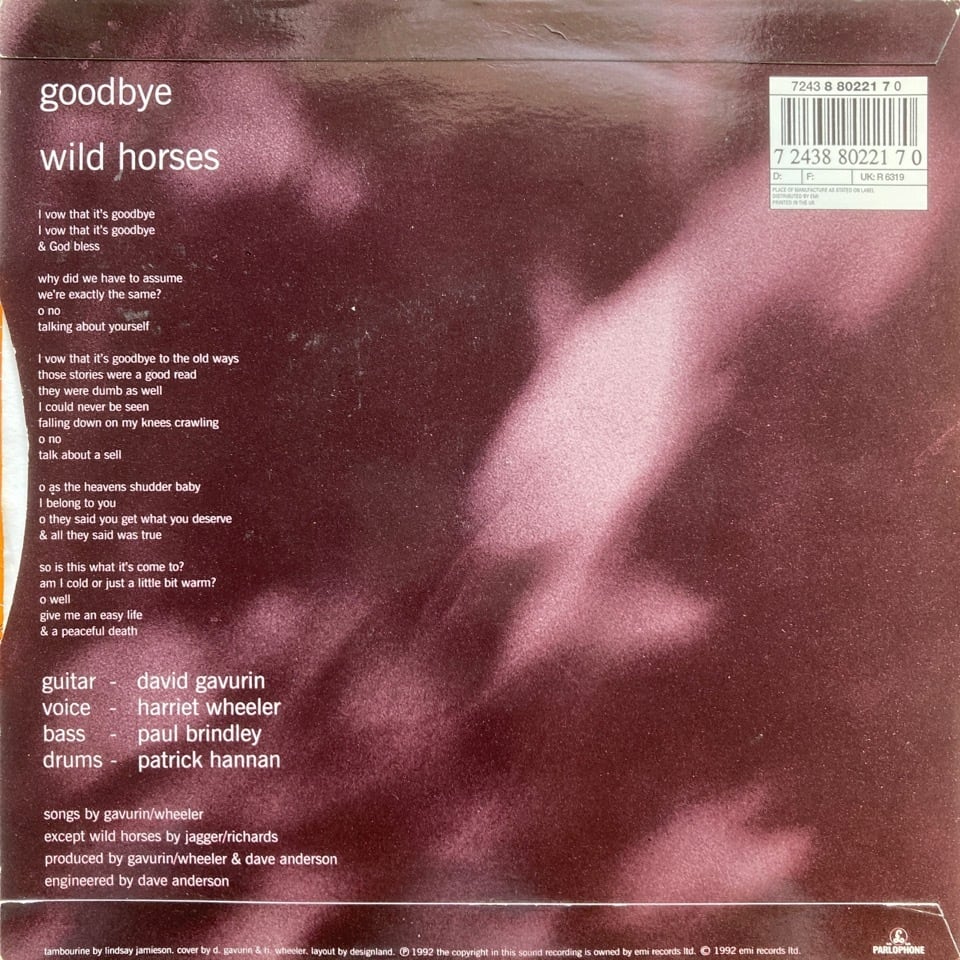 goodbye
wild horses
I vow that it's goodbye
I vow that it's goodbye
& God bless
why did we have to assume
we're exactly the same?
o no
talking about yourself
I vow that it's goodbye to the old ways
those stories were a good read
they were dumb as well
I could never be seen
falling down on my knees crawling
o no
talk about a sell
o as the heavens shudder baby
I belong to you
o they said you get what you deserve
& all they said was true
so is this what it's come to?
am I cold or just a little bit warm?
o well
give me an easy life
& a peaceful death
guitar - david gavurin
voice - harriet wheeler
bass - paul brindley
drums - patrick hannan
songs by gavurin/wheeler
except wild horses by jagger/richards
produced by gavurin/wheeler & dave anderson
engineered by dave anderson
7243 8 80221 7 0
7 2438 80221 7 0
D: F: UK: R 6319
PLACE OF MANUFACTURE AS STATED ON LABEL
DISTRIBUTED BY EMI
PRINTED IN THE UK
tambourine by lindsay jamieson. cover by d. gavurin & h. wheeler. layout by designland. ℗ 1992 the copyright in this sound recording is owned by emi records ltd. © 1992 emi records ltd.
PARLOPHONE